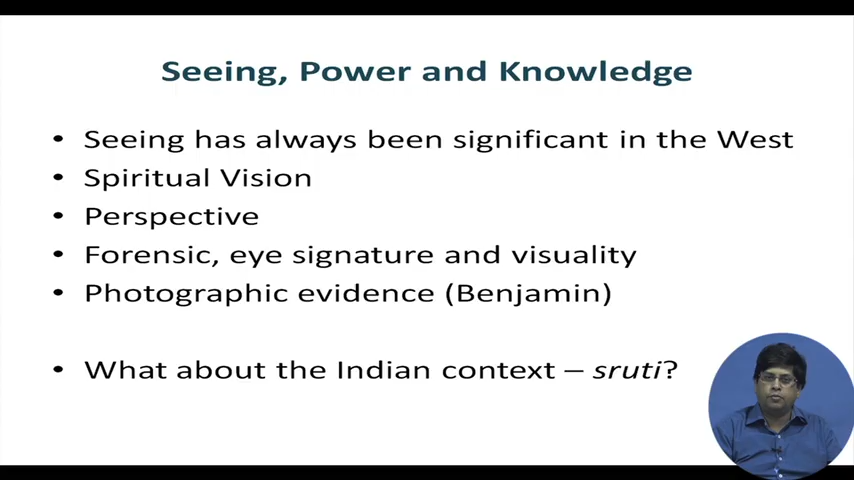 Seeing, Power and Knowledge
• Seeing has always been significant in the West
• Spiritual Vision
• Perspective
• Forensic, eye signature and visuality
• Photographic evidence (Benjamin)
• What about the Indian context – sruti?